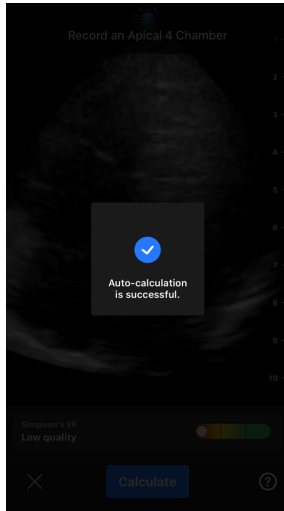 Record an Apical 4 Chamber
1
2
3
4
5
6
7
8
9
10
Auto-calculation
is successful.
Simpson's EF
Low quality
Calculate
?